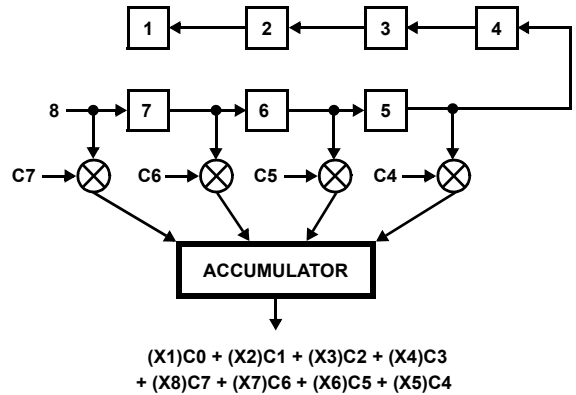 1 2 3 4
8 7 6 5
C7 C6 C5 C4
ACCUMULATOR
(X1)C0 + (X2)C1 + (X3)C2 + (X4)C3
+ (X8)C7 + (X7)C6 + (X6)C5 + (X5)C4